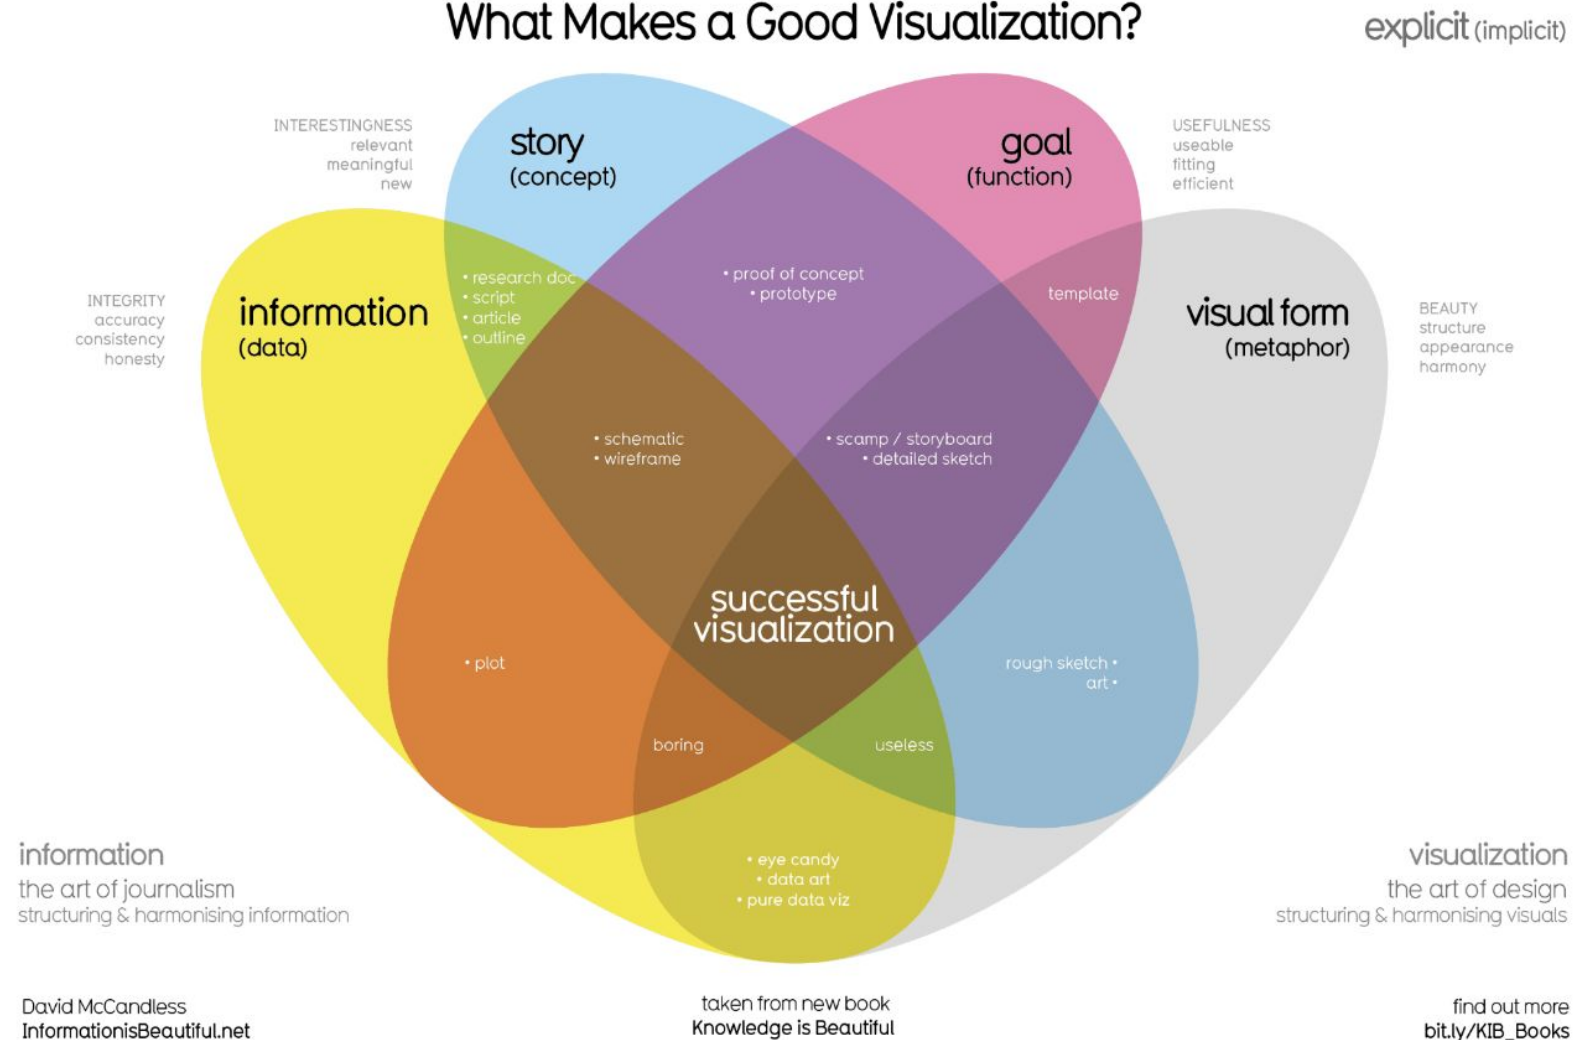 What Makes a Good Visualization?
explicit (implicit)
INTERESTINGNESS
relevant
meaningful
new
story
(concept)
goal
(function)
USEFULNESS
useable
fitting
efficient
INTEGRITY
accuracy
consistency
honesty
information
(data)
• research doc
• script
• article
• outline
• proof of concept
• prototype
template
visual form
(metaphor)
BEAUTY
structure
appearance
harmony
• schematic
• wireframe
• scamp / storyboard
• detailed sketch
successful
visualization
• plot
rough sketch •
art •
boring
useless
• eye candy
• data art
• pure data viz
information
the art of journalism
structuring & harmonising information
visualization
the art of design
structuring & harmonising visuals
David McCandless
InformationisBeautiful.net
taken from new book
Knowledge is Beautiful
find out more
bit.ly/KIB_Books